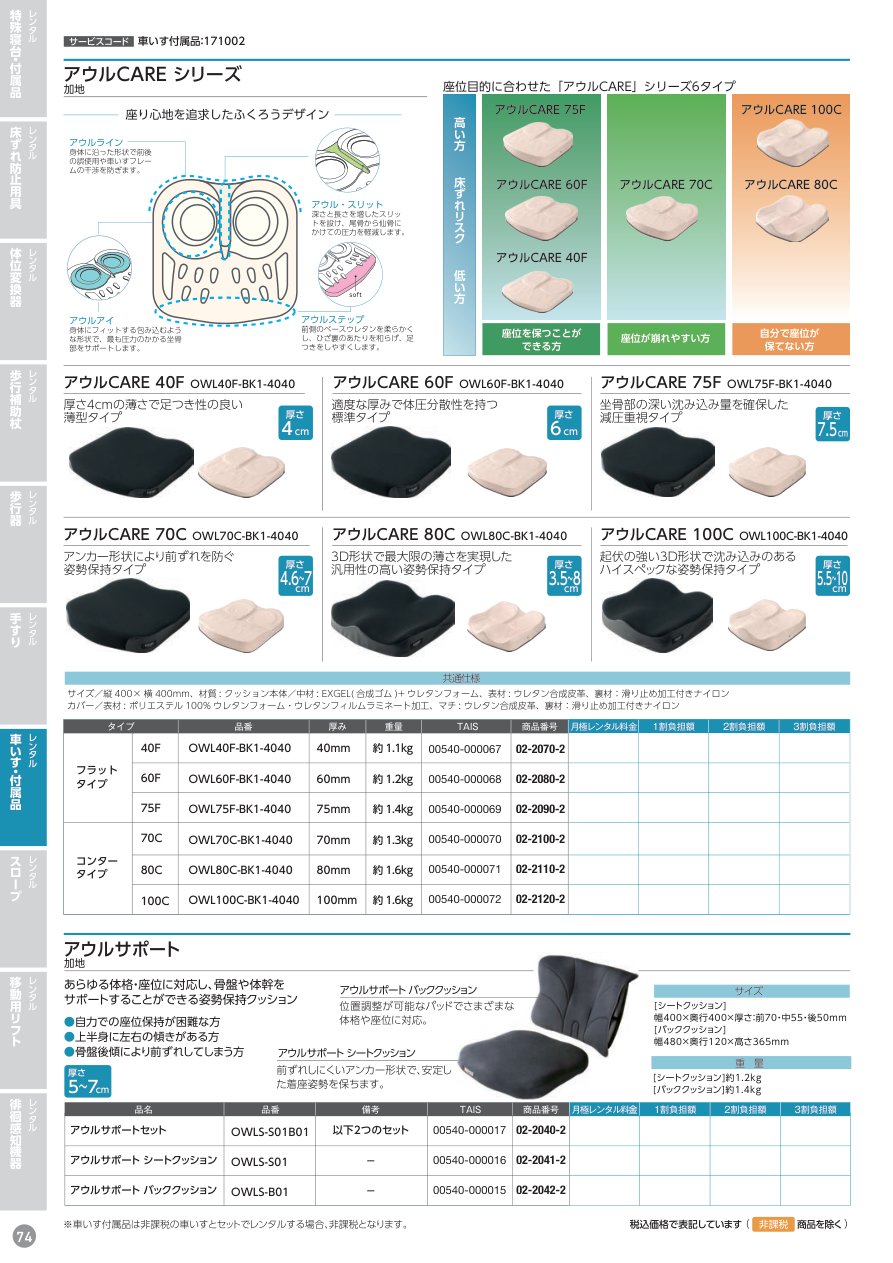 サービスコード 車いす付属品:171002
アウルCARE シリーズ
加地
座り心地を追求したふくろうデザイン
アウルライン
身体に沿った形状で前後
の誤使用や車いすフレー
ムの干渉を防ぎます。
アウル・スリット
深さと長さを増したスリッ
トを設け、尾骨から仙骨に
かけての圧力を軽減します。
soft
アウルアイ
身体にフィットする包み込むよう
な形状で、最も圧力のかかる坐骨
部をサポートします。
アウルステップ
前側のベースウレタンを柔らかく
し、ひざ裏のあたりを和らげ、足
つきをしやすくします。
座位目的に合わせた「アウルCARE」シリーズ6タイプ
高い方 床ずれリスク 低い方
アウルCARE 75F
アウルCARE 60F
アウルCARE 40F
座位を保つことが
できる方
アウルCARE 70C
座位が崩れやすい方
アウルCARE 100C
アウルCARE 80C
自分で座位が
保てない方
アウルCARE 40F OWL40F-BK1-4040
厚さ4cmの薄さで足つき性の良い
薄型タイプ
厚さ
4cm
アウルCARE 60F OWL60F-BK1-4040
適度な厚みで体圧分散性を持つ
標準タイプ
厚さ
6cm
アウルCARE 75F OWL75F-BK1-4040
坐骨部の深い沈み込み量を確保した
減圧重視タイプ
厚さ
7.5cm
アウルCARE 70C OWL70C-BK1-4040
アンカー形状により前ずれを防ぐ
姿勢保持タイプ
厚さ
4.6~7
cm
アウルCARE 80C OWL80C-BK1-4040
3D形状で最大限の薄さを実現した
汎用性の高い姿勢保持タイプ
厚さ
3.5~8
cm
アウルCARE 100C OWL100C-BK1-4040
起伏の強い3D形状で沈み込みのある
ハイスペックな姿勢保持タイプ
厚さ
5.5~10
cm
共通仕様
サイズ／縦400×横400mm、材質:クッション本体／中材:EXGEL(合成ゴム)+ウレタンフォーム、表材:ウレタン合成皮革、裏材：滑り止め加工付きナイロン
カバー／表材:ポリエステル100%ウレタンフォーム・ウレタンフィルムラミネート加工、マチ:ウレタン合成皮革、裏材：滑り止め加工付きナイロン
タイプ 品番 厚み 重量 TAIS 商品番号 月極レンタル料金 1割負担額 2割負担額 3割負担額
フラット
タイプ
40F OWL40F-BK1-4040 40mm 約1.1kg 00540-000067 02-2070-2
60F OWL60F-BK1-4040 60mm 約1.2kg 00540-000068 02-2080-2
75F OWL75F-BK1-4040 75mm 約1.4kg 00540-000069 02-2090-2
コンター
タイプ
70C OWL70C-BK1-4040 70mm 約1.3kg 00540-000070 02-2100-2
80C OWL80C-BK1-4040 80mm 約1.6kg 00540-000071 02-2110-2
100C OWL100C-BK1-4040 100mm 約1.6kg 00540-000072 02-2120-2
アウルサポート
加地
あらゆる体格・座位に対応し、骨盤や体幹を
サポートすることができる姿勢保持クッション
●自力での座位保持が困難な方
●上半身に左右の傾きがある方
●骨盤後傾により前ずれしてしまう方
厚さ
5~7cm
アウルサポート バッククッション
位置調整が可能なパッドでさまざまな
体格や座位に対応。
アウルサポート シートクッション
前ずれしにくいアンカー形状で、安定し
た着座姿勢を保ちます。
サイズ
[シートクッション]
幅400×奥行400×厚さ:前70・中55・後50mm
[バッククッション]
幅480×奥行120×高さ365mm
重量
[シートクッション]約1.2kg
[バッククッション]約1.4kg
品名 品番 備考 TAIS 商品番号 月極レンタル料金 1割負担額 2割負担額 3割負担額
アウルサポートセット OWLS-S01B01 以下2つのセット 00540-000017 02-2040-2
アウルサポート シートクッション OWLS-S01 － 00540-000016 02-2041-2
アウルサポート バッククッション OWLS-B01 － 00540-000015 02-2042-2
※車いす付属品は非課税の車いすとセットでレンタルする場合、非課税となります。
税込価格で表記しています（ 非課税 商品を除く）
レンタル 特殊寝台・付属品
レンタル 床ずれ防止用具
レンタル 体位変換器
レンタル 歩行補助杖
レンタル 歩行器
レンタル 手すり
レンタル 車いす・付属品
レンタル スロープ
レンタル 移動用リフト
レンタル 徘徊感知機器
74